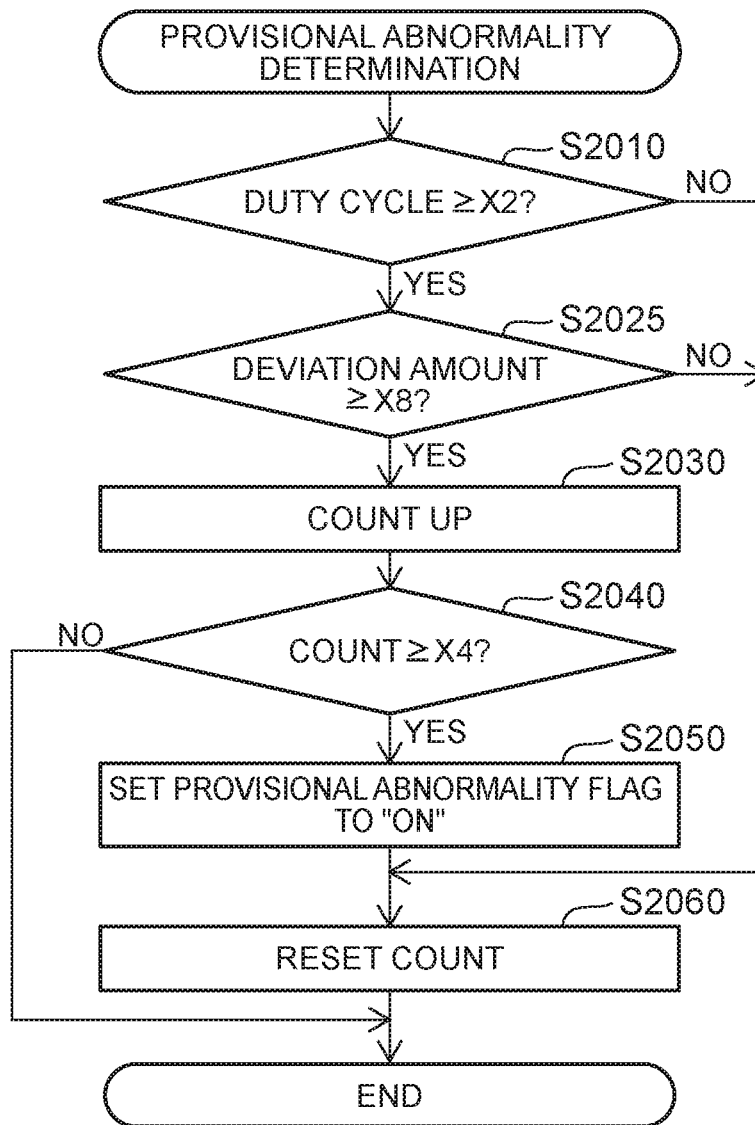 PROVISIONAL ABNORMALITY
DETERMINATION
S2010
DUTY CYCLE ≧X2?
NO
YES
S2025
DEVIATION AMOUNT
≧X8?
NO
YES
S2030
COUNT UP
S2040
NO
COUNT≧X4?
YES
S2050
SET PROVISIONAL ABNORMALITY FLAG
TO "ON"
S2060
RESET COUNT
END